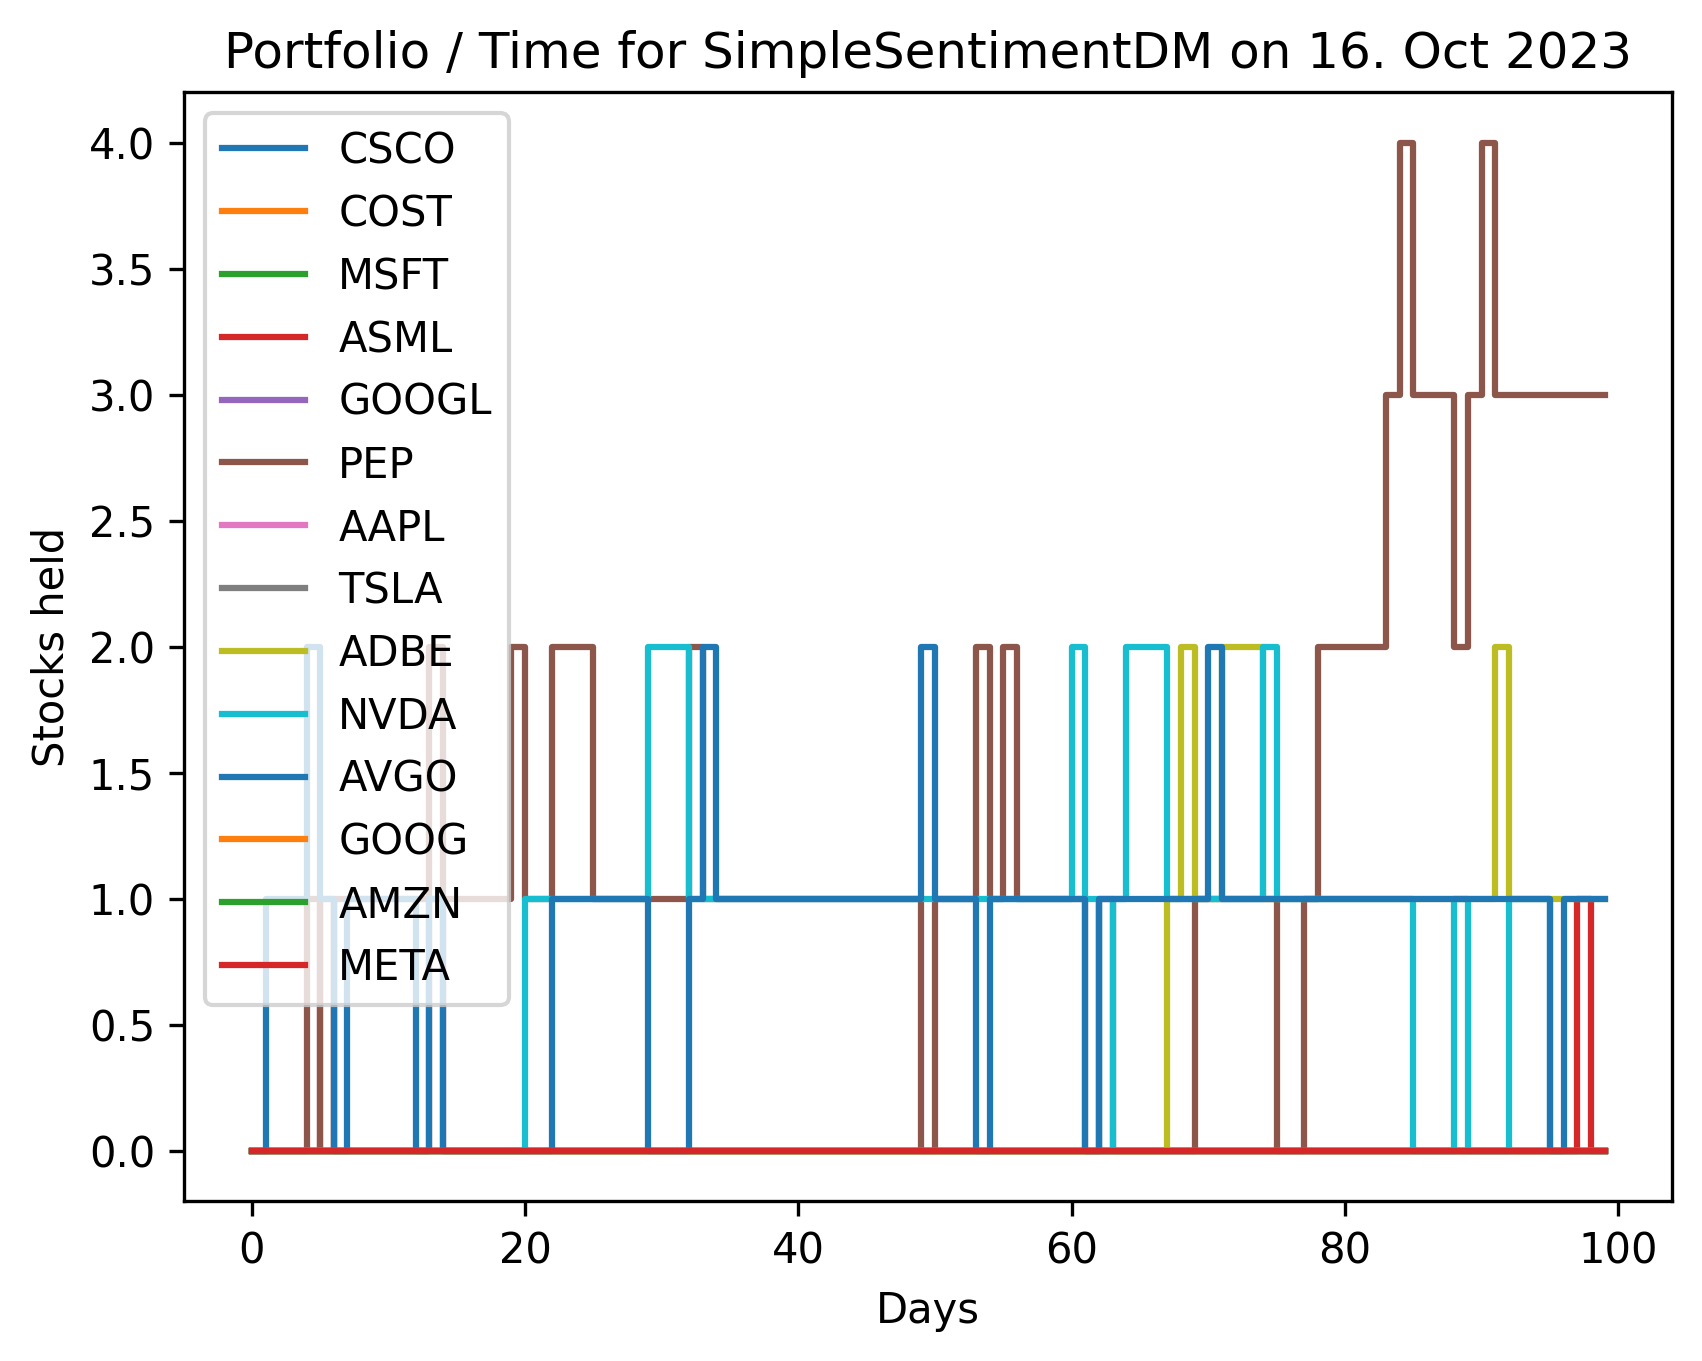 Portfolio / Time for SimpleSentimentDM on 16. Oct 2023
4.0
3.5
3.0
2.5
2.0
1.5
1.0
0.5
0.0
Stocks held
CSCO
COST
MSFT
ASML
GOOGL
PEP
AAPL
TSLA
ADBE
NVDA
AVGO
GOOG
AMZN
META
0 20 40 60 80 100
Days